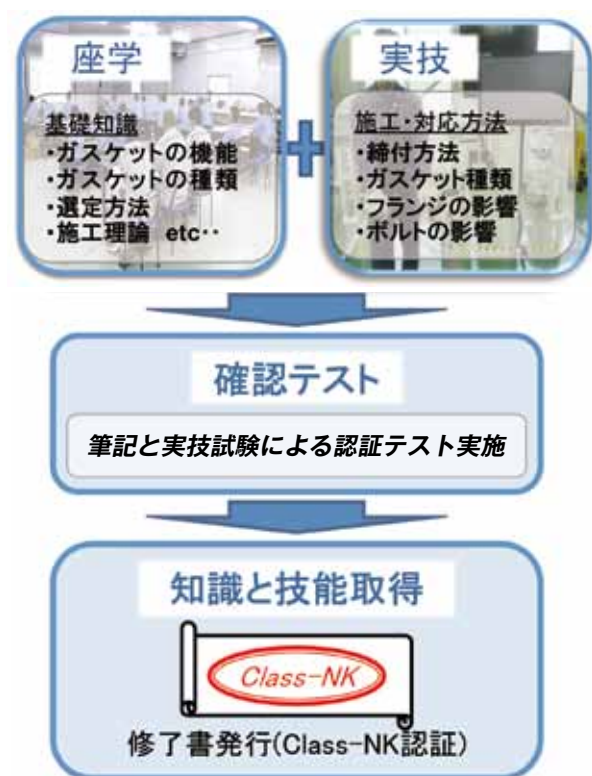 座学
基礎知識
・ガスケットの機能
・ガスケットの種類
・選定方法
・施工理論 etc‥
実技
施工・対応方法
・締付方法
・ガスケット種類
・フランジの影響
・ボルトの影響
確認テスト
筆記と実技試験による認証テスト実施
知識と技能取得
Class-NK
修了書発行(Class-NK認証)